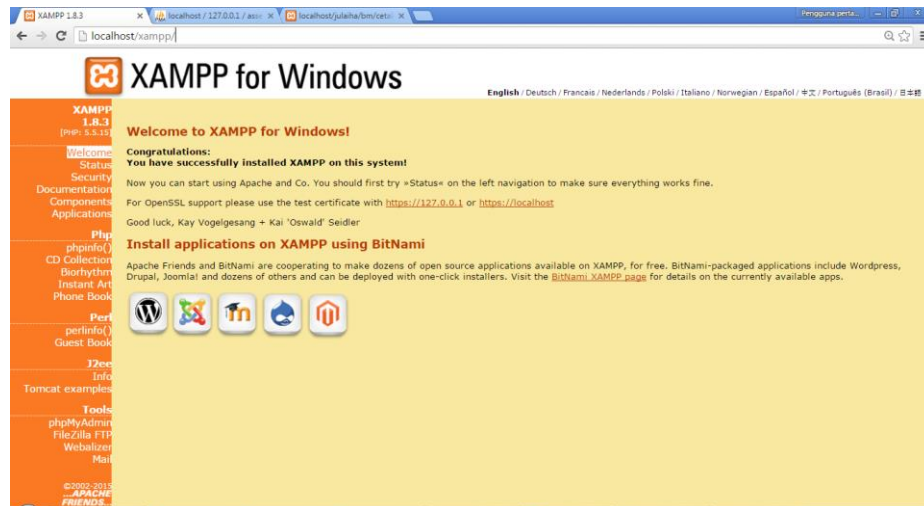 XAMPP 1.8.3
localhost / 127.0.0.1 /
localhost/julaiha/bm/
Pengguna perta...
localhost/xampp/
XAMPP for Windows
English / Deutsch / Francais / Nederlands / Polski / Italiano / Norwegian / Español / 中文 / Português (Brasil) / 日本語
XAMPP
1.8.3
[PHP: 5.5.15]
Welcome
Status
Security
Documentation
Components
Applications
Php
phpinfo()
CD Collection
Biorhythm
Instant Art
Phone Book
Perl
perlinfo()
Guest Book
J2ee
Info
Tomcat examples
Tools
phpMyAdmin
FileZilla FTP
Webalizer
Mail
©2002-2015
...APACHE
FRIENDS...
Welcome to XAMPP for Windows!
Congratulations:
You have successfully installed XAMPP on this system!
Now you can start using Apache and Co. You should first try »Status« on the left navigation to make sure everything works fine.
For OpenSSL support please use the test certificate with https://127.0.0.1 or https://localhost
Good luck, Kay Vogelgesang + Kai 'Oswald' Seidler
Install applications on XAMPP using BitNami
Apache Friends and BitNami are cooperating to make dozens of open source applications available on XAMPP, for free. BitNami-packaged applications include Wordpress,
Drupal, Joomla! and dozens of others and can be deployed with one-click installers. Visit the BitNami XAMPP page for details on the currently available apps.